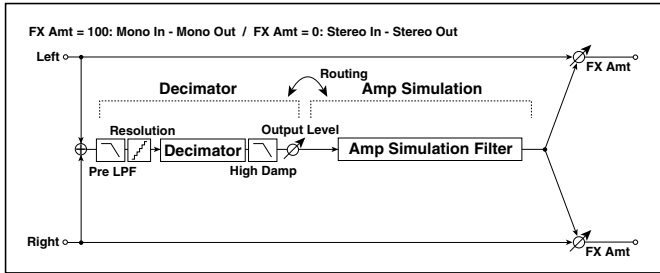 FX Amt = 100: Mono In - Mono Out / FX Amt = 0: Stereo In - Stereo Out
Left
FX Amt
Routing
Decimator
Amp Simulation
Resolution
Output Level
Decimator
Amp Simulation Filter
Pre LPF
High Damp
Right
FX Amt